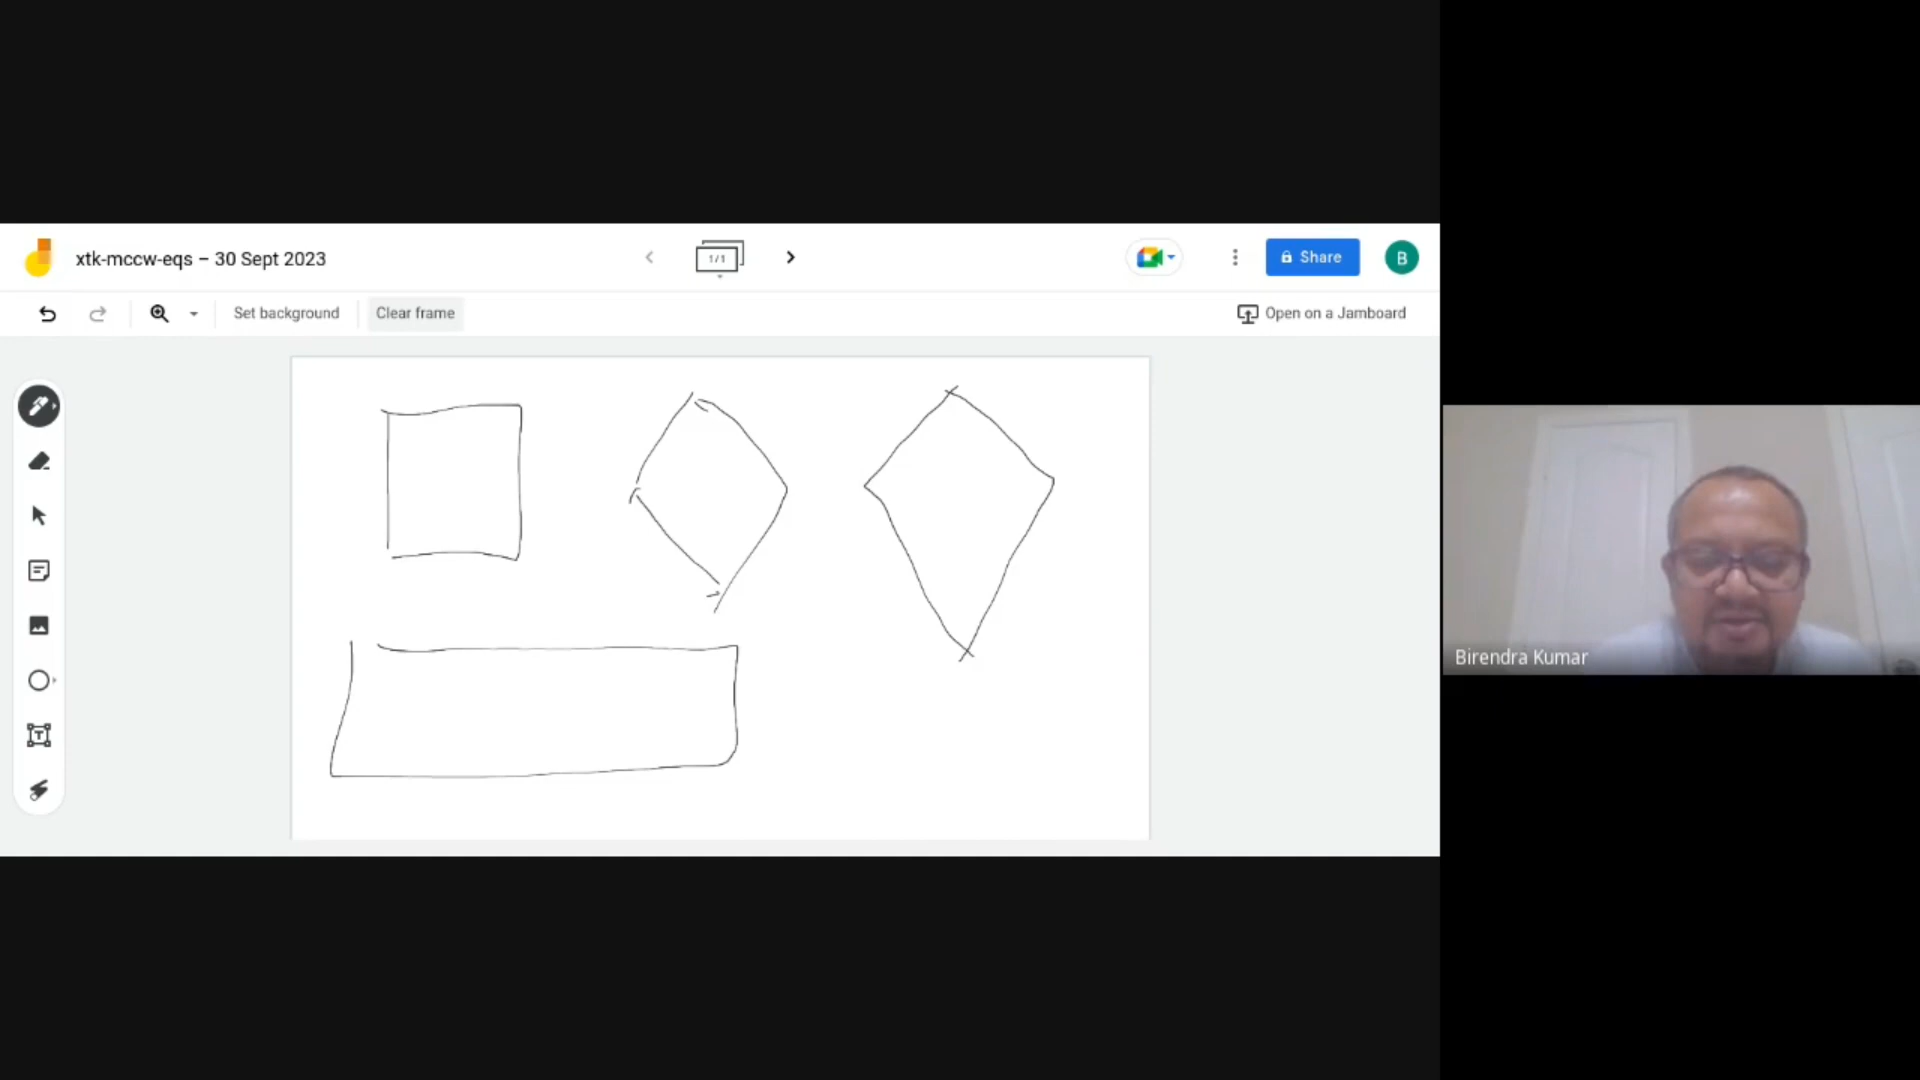 xtk-mccw-eqs – 30 Sept 2023
1/1
Share
B
Set background
Clear frame
Open on a Jamboard
Birendra Kumar